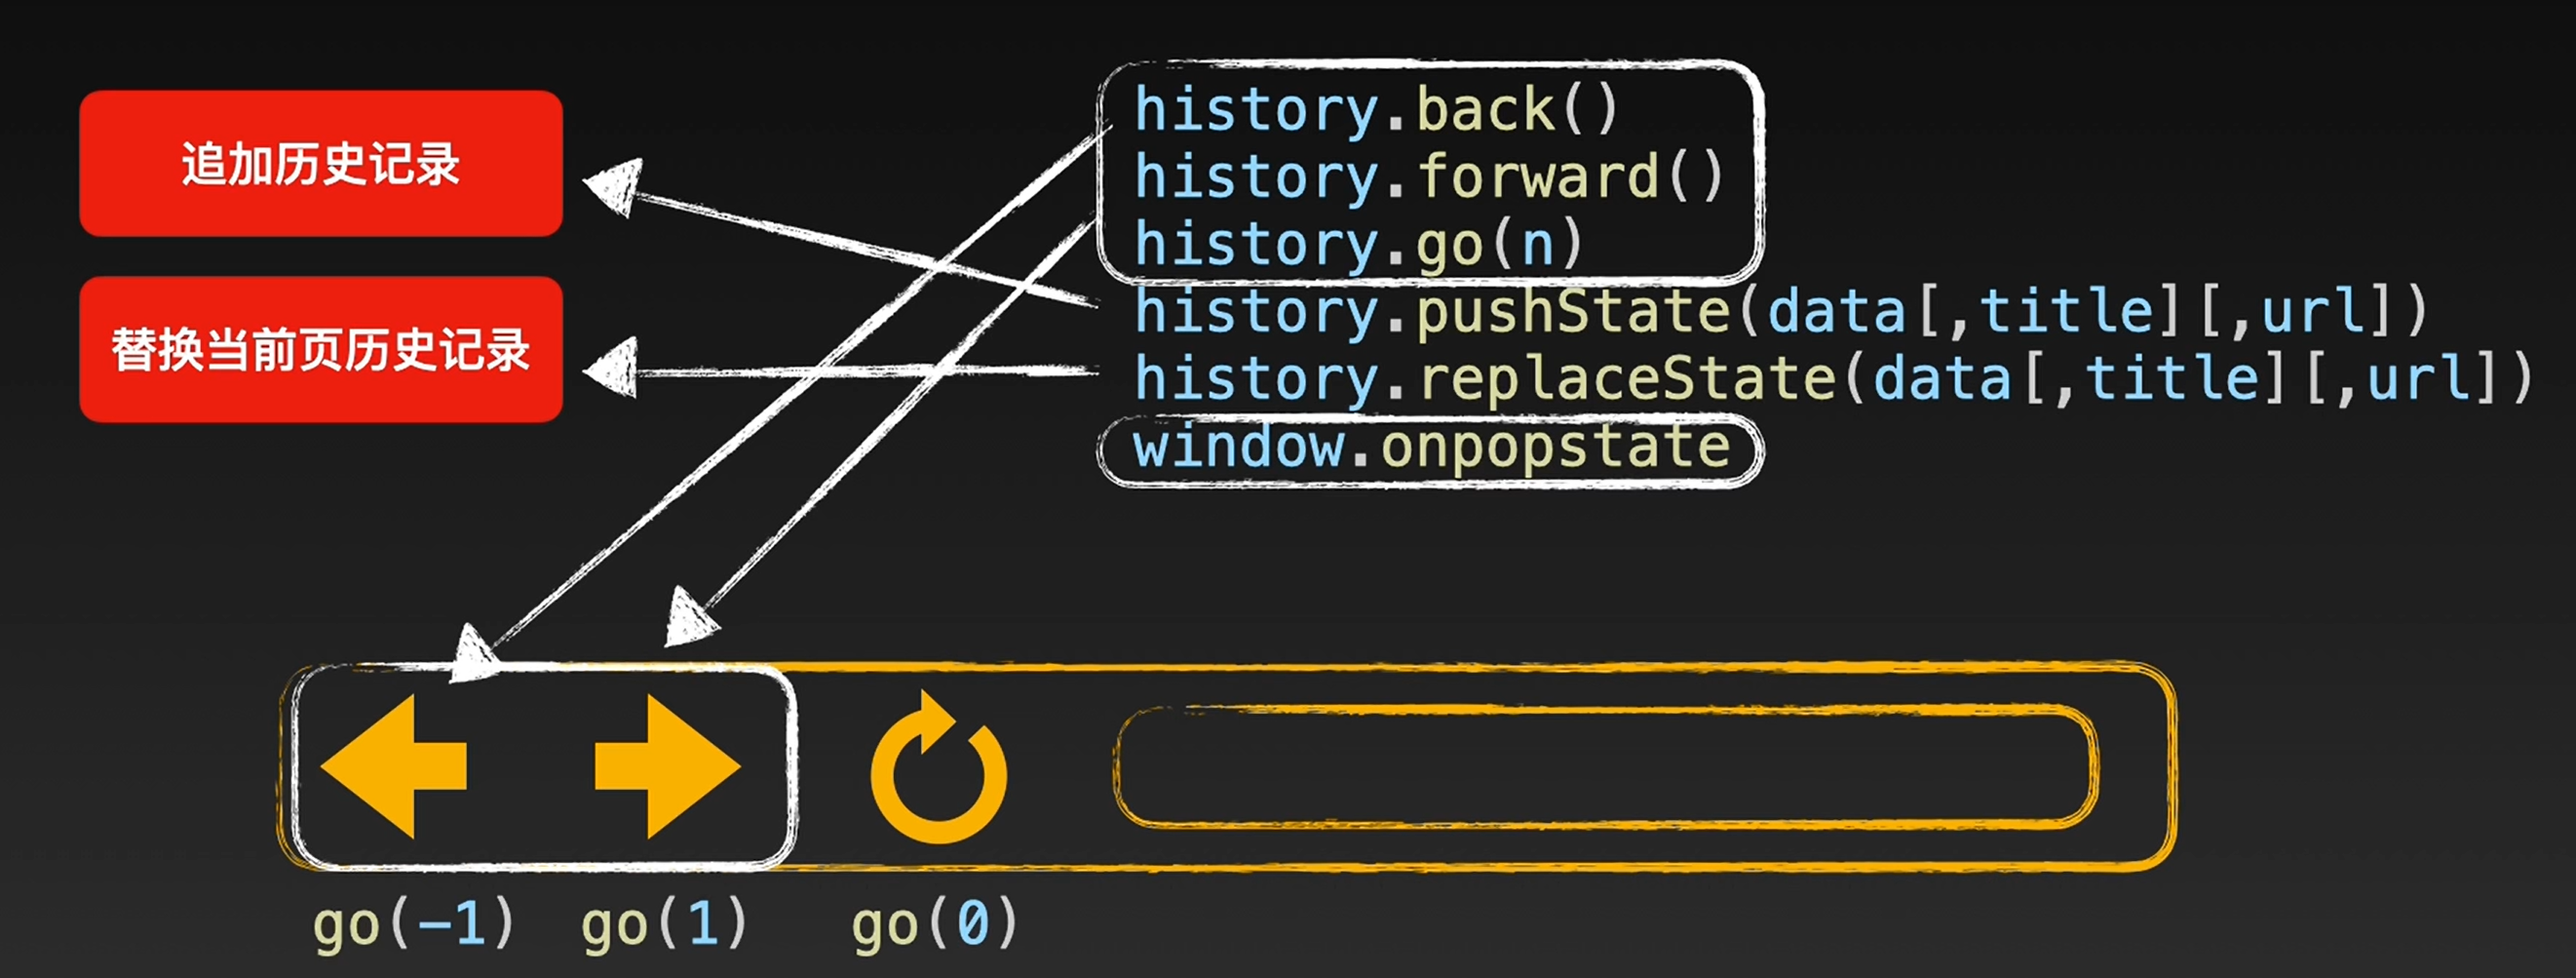 追加历史记录
替换当前页历史记录
history.back()
history.forward()
history.go(n)
history.pushState(data[,title][,url])
history.replaceState(data[,title][,url])
window.onpopstate
go(-1)
go(1)
go(0)